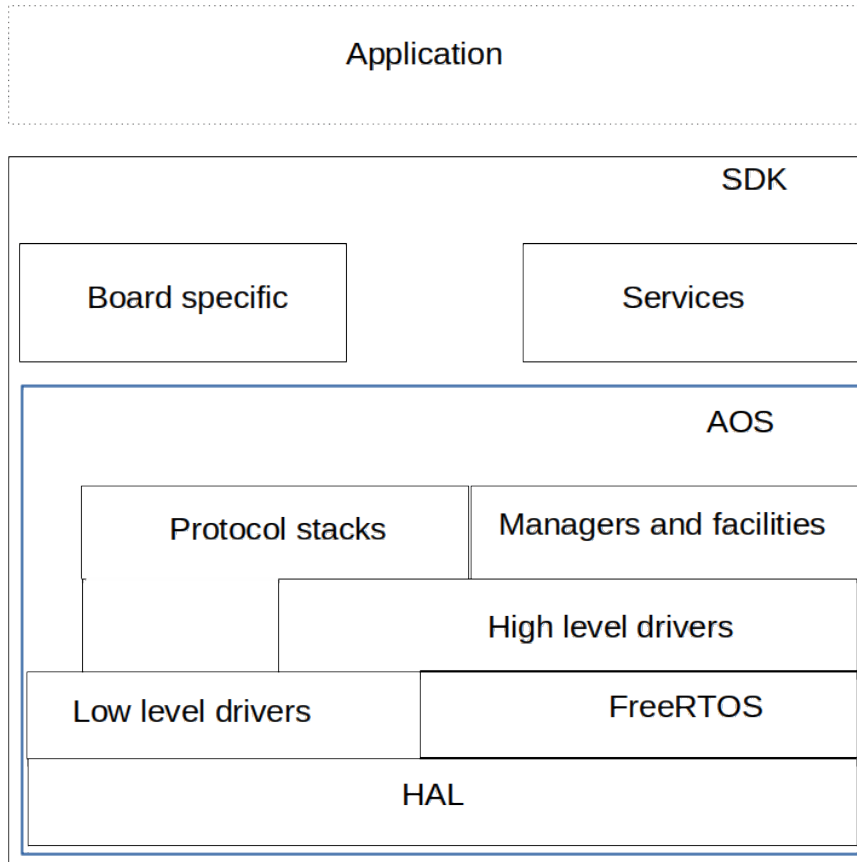 Application
SDK
Board specific
Services
AOS
Protocol stacks
Managers and facilities
High level drivers
Low level drivers
FreeRTOS
HAL